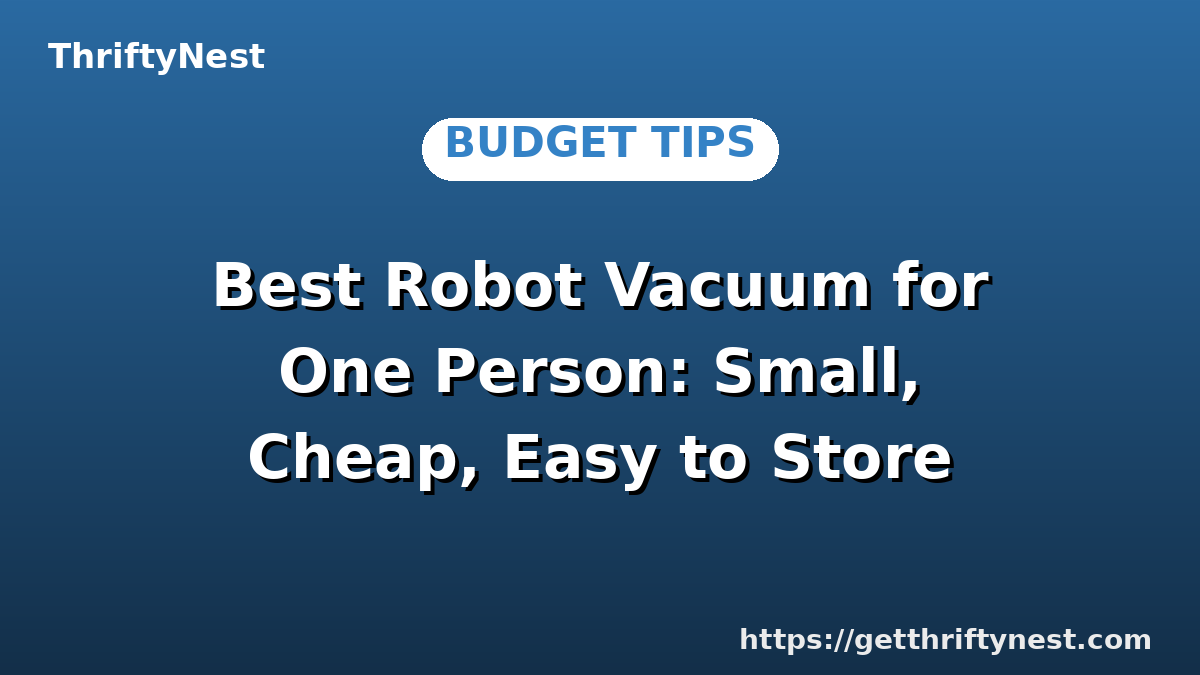 ThriftyNest
BUDGET TIPS
Best Robot Vacuum for
One Person: Small,
Cheap, Easy to Store
https://getthriftynest.com